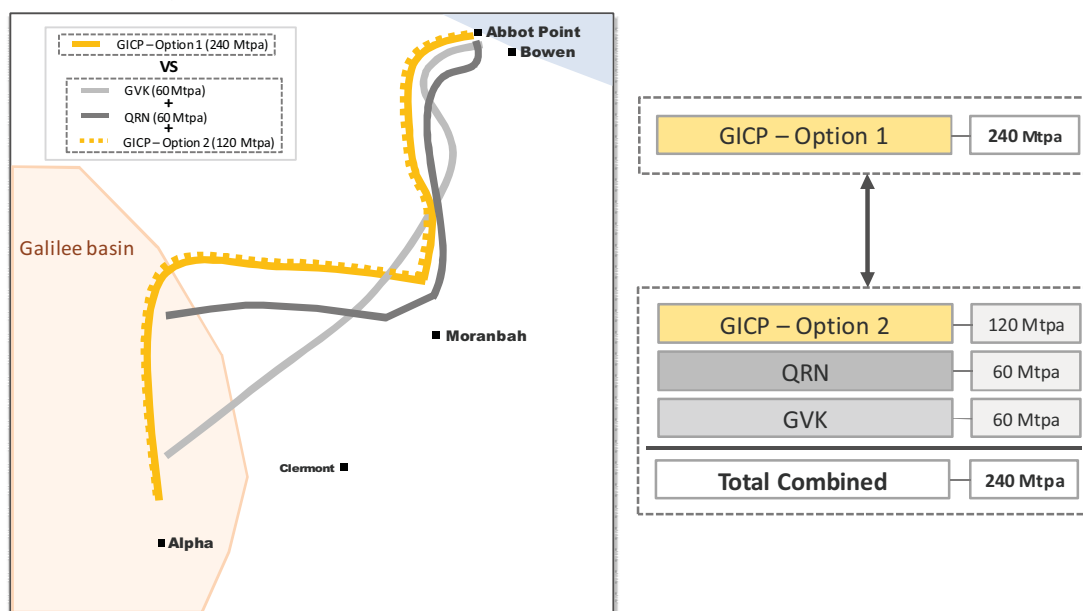 GICP – Option 1 (240 Mtpa)
VS
GVK (60 Mtpa)
+
QRN (60 Mtpa)
+
GICP – Option 2 (120 Mtpa)
Abbot Point
Bowen
Galilee basin
Moranbah
Clermont
Alpha
GICP – Option 1
240 Mtpa
GICP – Option 2
120 Mtpa
QRN
60 Mtpa
GVK
60 Mtpa
Total Combined
240 Mtpa